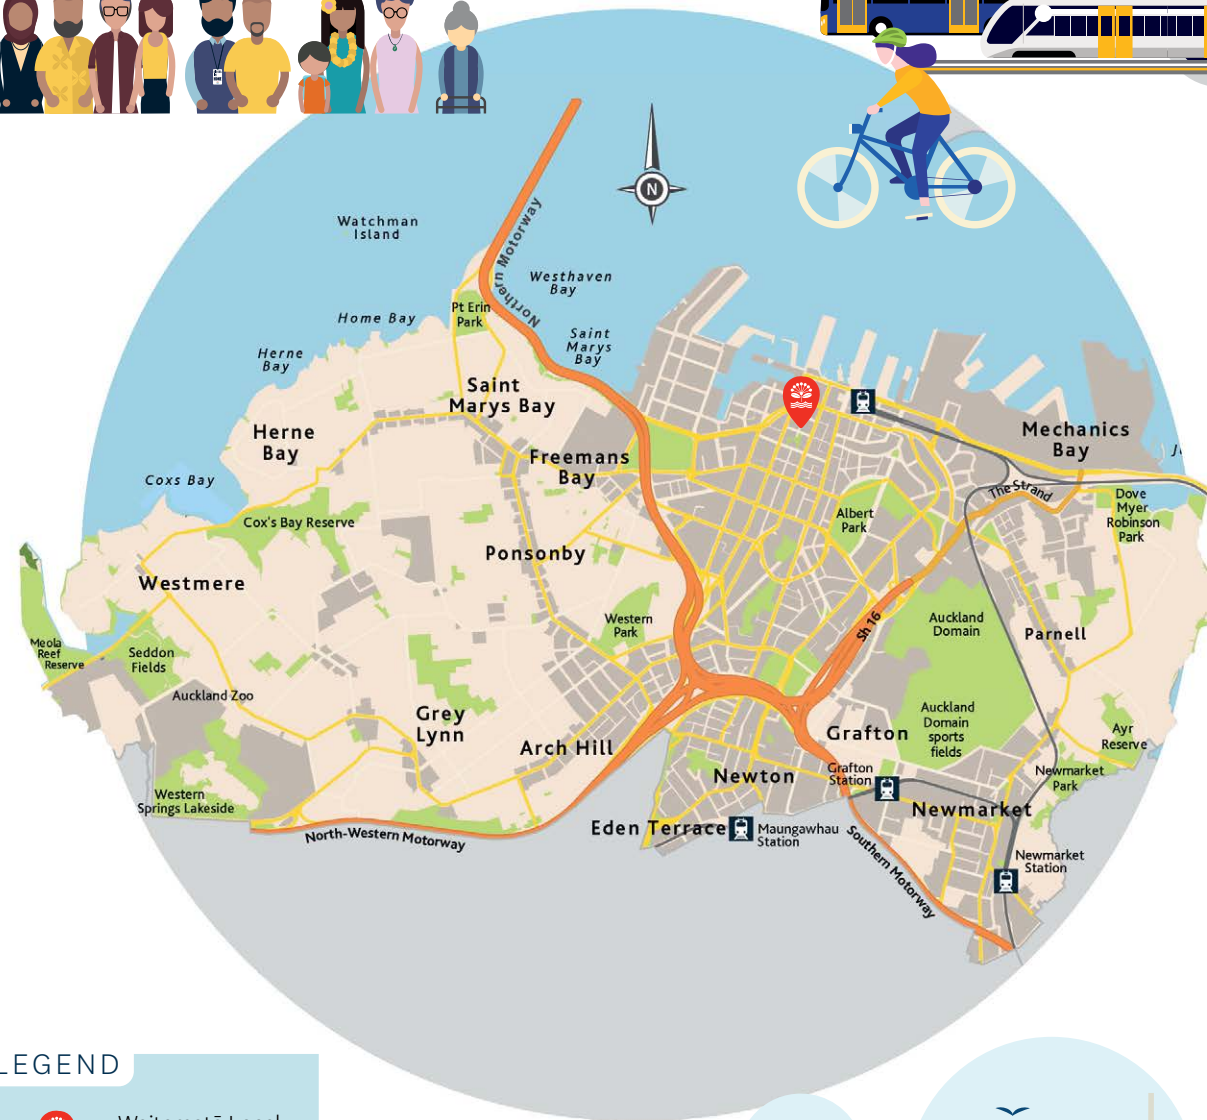 N
Watchman
Island
Northern Motorway
Westhaven
Bay
Pt Erin
Park
Home Bay
Saint
Marys
Bay
Herne
Bay
Saint
Marys Bay
Herne
Bay
Freemans
Bay
Mechanics
Bay
Coxs Bay
The Strand
Dove
Myer
Robinson
Park
Cox's Bay Reserve
Albert
Park
Ponsonby
Westmere
Western
Park
Sh 16
Auckland
Domain
Parnell
Meola
Reef
Reserve
Seddon
Fields
Auckland Zoo
Grey
Lynn
Arch Hill
Grafton
Auckland
Domain
sports
fields
Ayr
Reserve
Newton
Grafton
Station
Newmarket
Park
Western
Springs Lakeside
Newmarket
North-Western Motorway
Eden Terrace
Maungawhau
Station
Southern Motorway
Newmarket
Station
LEGEND